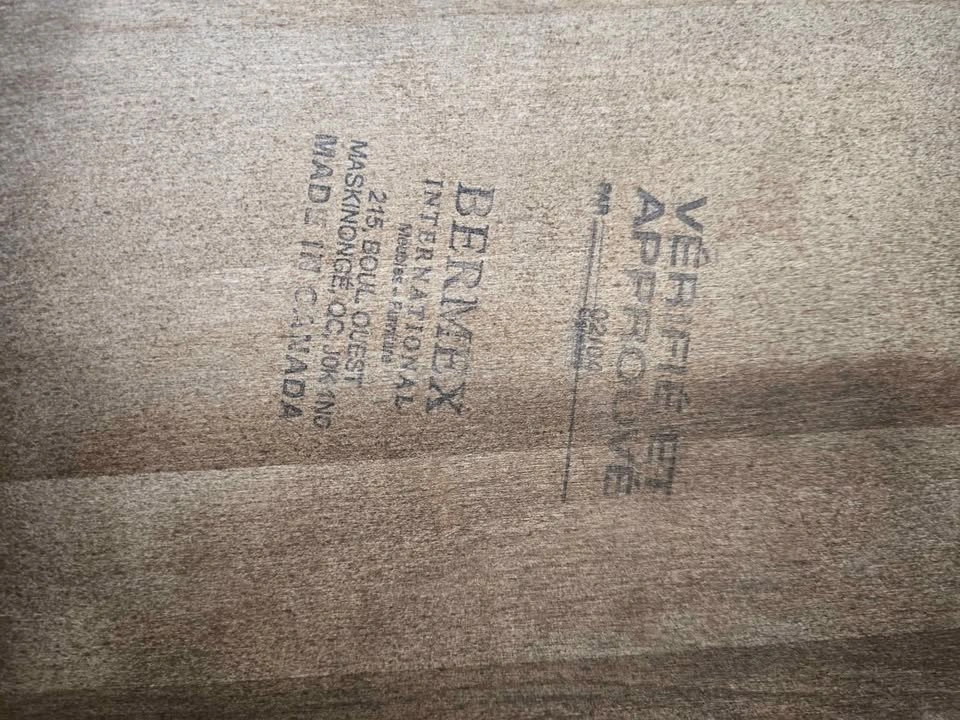 VÉRIFIÉ ET
APPROUVÉ
BERMEX
INTERNATIONAL
Meubles - Furniture
215 BOUL OUEST
MASKINONGÉ, QC, J0K 1N0
MADE IN CANADA